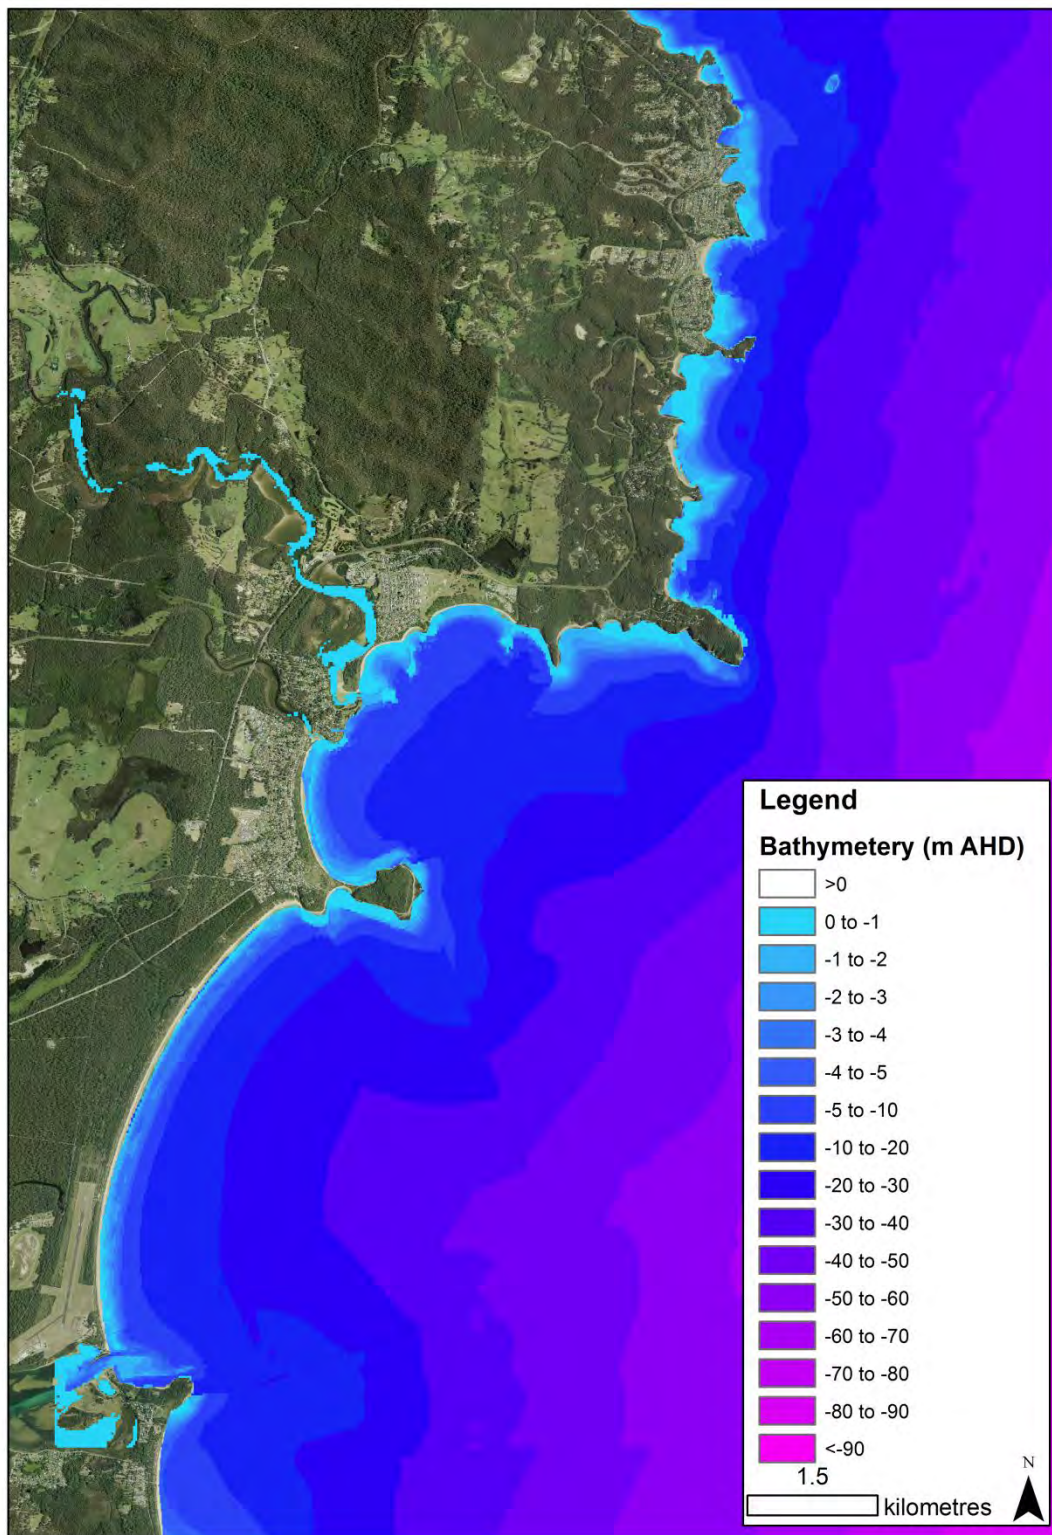 Legend
Bathymetery (m AHD)
>0
0 to -1
-1 to -2
-2 to -3
-3 to -4
-4 to -5
-5 to -10
-10 to -20
-20 to -30
-30 to -40
-40 to -50
-50 to -60
-60 to -70
-70 to -80
-80 to -90
<-90
1.5
N
kilometres